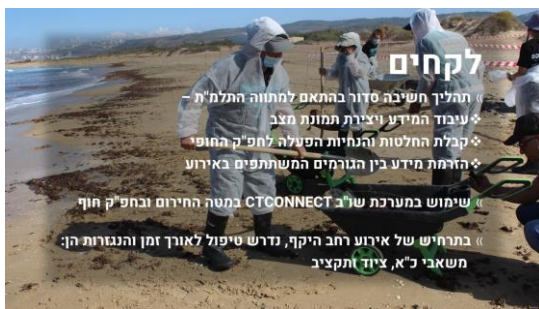 לקחים
» תהליך חשיבה סדור בהתאם למתווה התלמ"ת –
❖עיבוד המידע ויצירת תמונת מצב
❖קבלת החלטות והנחיות הפעלה לחפ"ק החופי
❖הזרמת מידע בין הגורמים המשתתפים באירוע
» שימוש במערכת שו"ב CTCONNECT במטה החירום ובחפ"ק חוף
» בתרחיש של אירוע רחב היקף, נדרש טיפול לאורך זמן והנגזרות הן:
משאבי כ"א, ציוד ותקציב